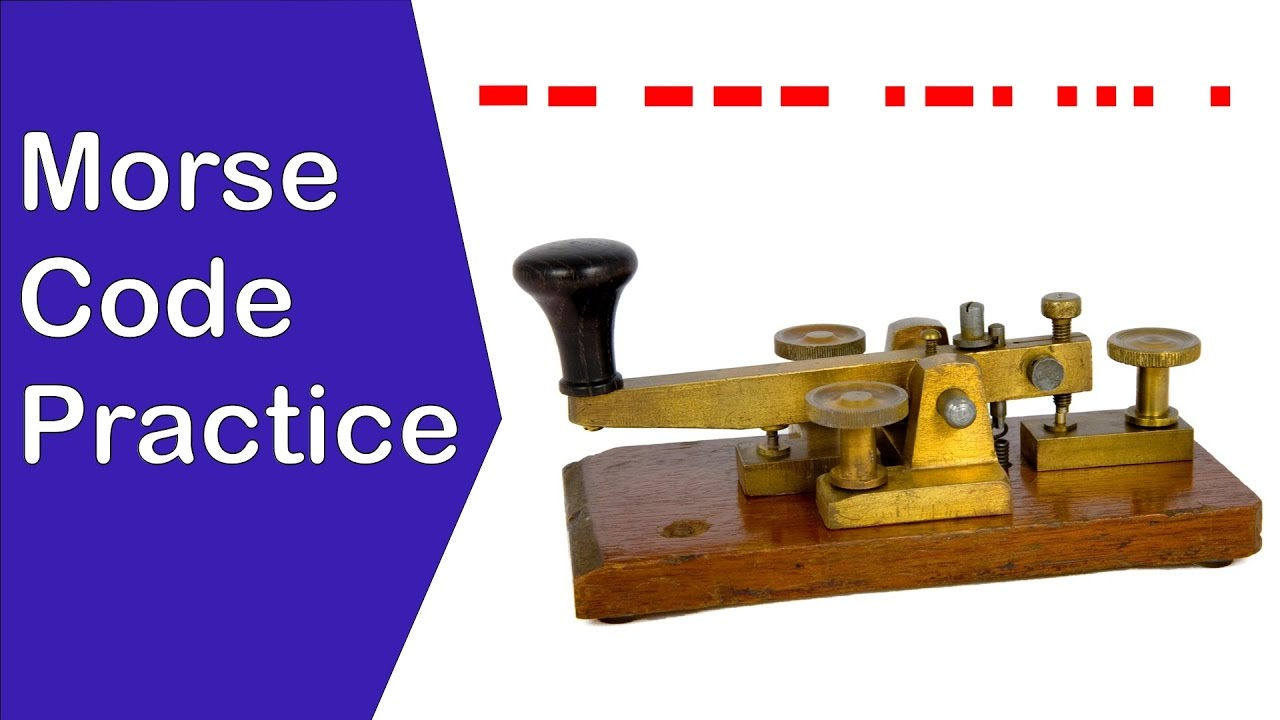 Morse
Code
Practice
-- --- .-. ... .